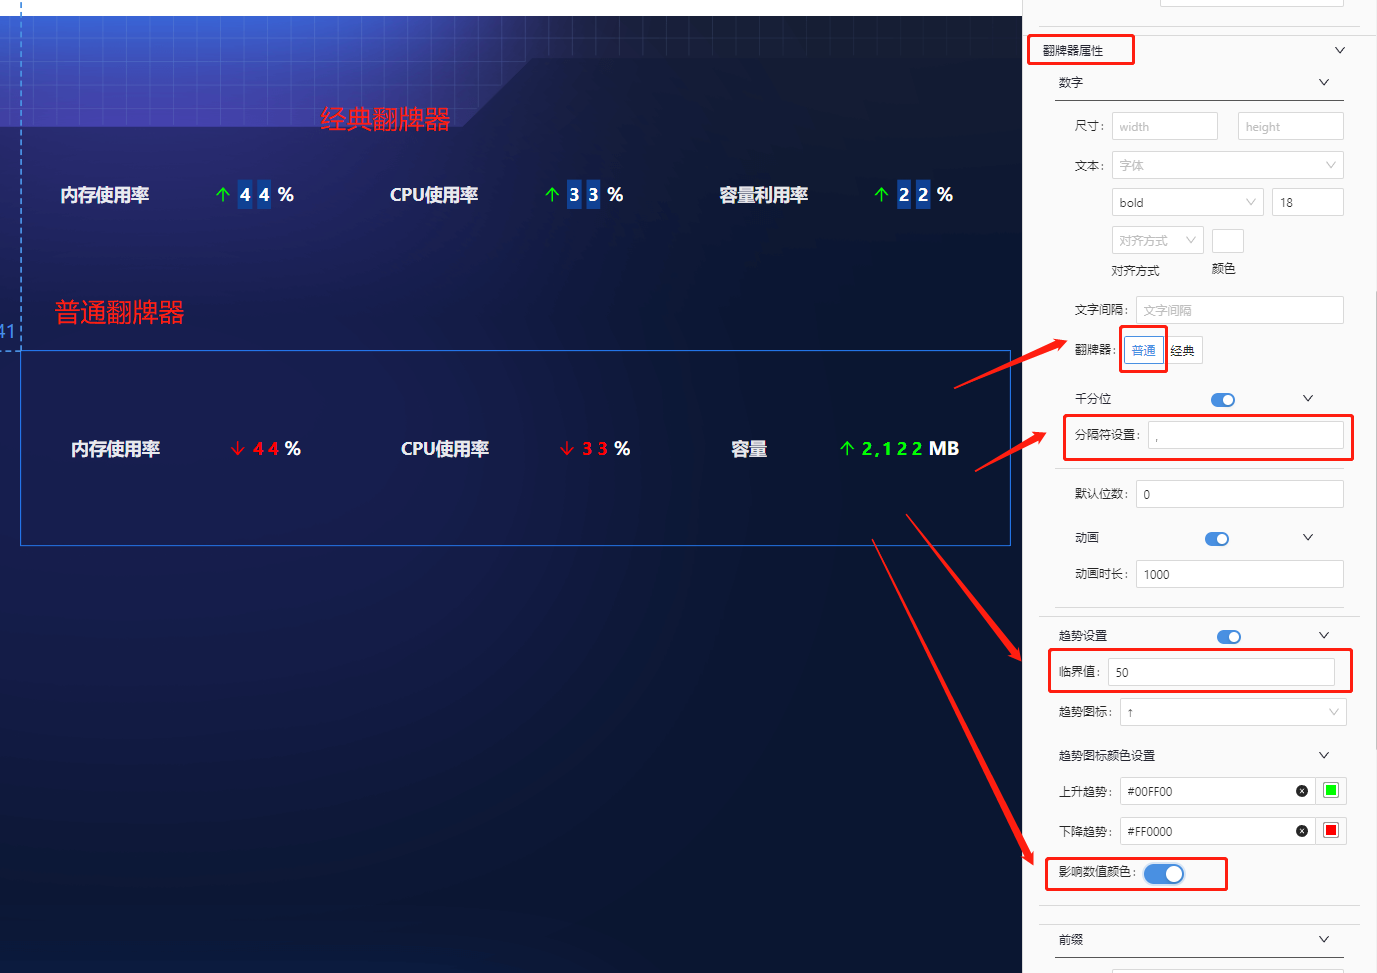 经典翻牌器
内存使用率 ↑ 4 4 % CPU使用率 ↑ 3 3 % 容量利用率 ↑ 2 2 %
普通翻牌器
41
内存使用率 ↓ 4 4 % CPU使用率 ↓ 3 3 % 容量 ↑ 2 , 1 2 2 MB
翻牌器属性
数字
尺寸: width height
文本: 字体
bold 18
对齐方式
对齐方式 颜色
文字间隔: 文字间隔
翻牌器: 普通 经典
千分位
分隔符设置: ,
默认位数: 0
动画
动画时长: 1000
趋势设置
临界值: 50
趋势图标: ↑
趋势图标颜色设置
上升趋势: #00FF00
下降趋势: #FF0000
影响数值颜色:
前缀